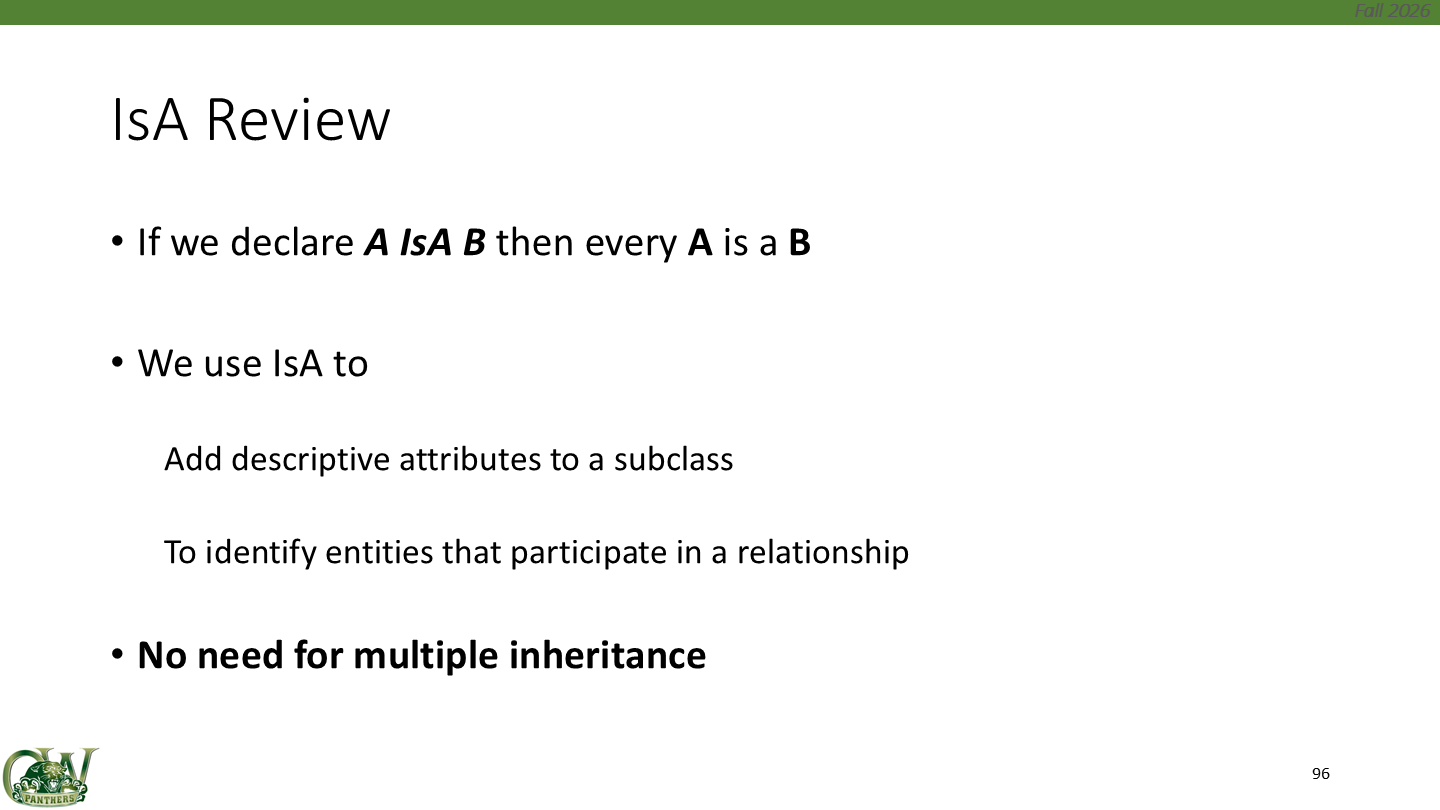 Fall 2026
IsA Review
• If we declare A IsA B then every A is a B
• We use IsA to
Add descriptive attributes to a subclass
To identify entities that participate in a relationship
• No need for multiple inheritance
OW
PANTHERS
96